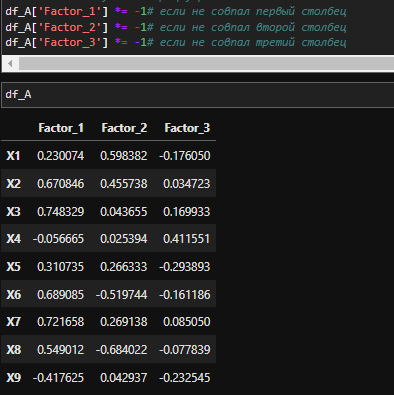 df_A['Factor_1'] *= -1# если не совпал первый столбец
df_A['Factor_2'] *= -1# если не совпал второй столбец
df_A['Factor_3'] *= -1# если не совпал третий столбец
df_A
Factor_1 Factor_2 Factor_3
X1 0.230074 0.598382 -0.176050
X2 0.670846 0.455738 0.034723
X3 0.748329 0.043655 0.169933
X4 -0.056665 0.025394 0.411551
X5 0.310735 0.266333 -0.293893
X6 0.689085 -0.519744 -0.161186
X7 0.721658 0.269138 0.085050
X8 0.549012 -0.684022 -0.077839
X9 -0.417625 0.042937 -0.232545